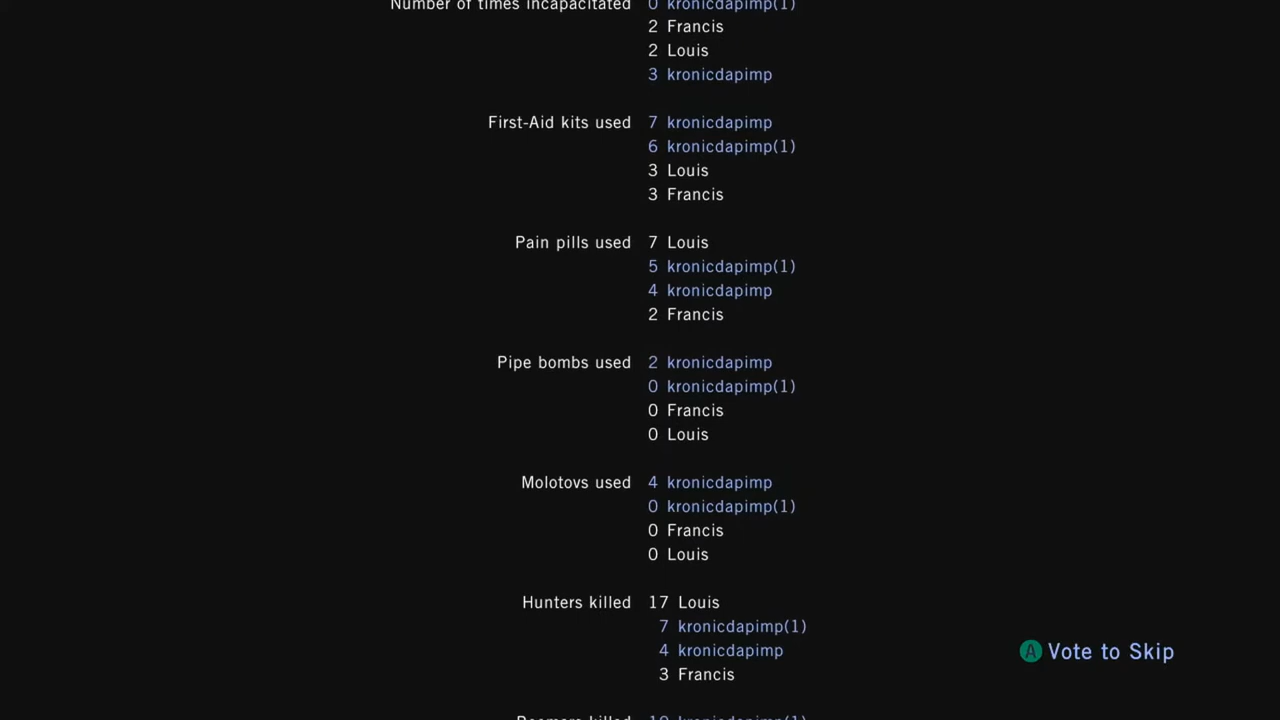 Number of times incapacitated 0 kronicdapimp(1)
2 Francis
2 Louis
3 kronicdapimp
First-Aid kits used 7 kronicdapimp
6 kronicdapimp(1)
3 Louis
3 Francis
Pain pills used 7 Louis
5 kronicdapimp(1)
4 kronicdapimp
2 Francis
Pipe bombs used 2 kronicdapimp
0 kronicdapimp(1)
0 Francis
0 Louis
Molotovs used 4 kronicdapimp
0 kronicdapimp(1)
0 Francis
0 Louis
Hunters killed 17 Louis
7 kronicdapimp(1)
4 kronicdapimp
A Vote to Skip
3 Francis
killed kronicdapimp(1)